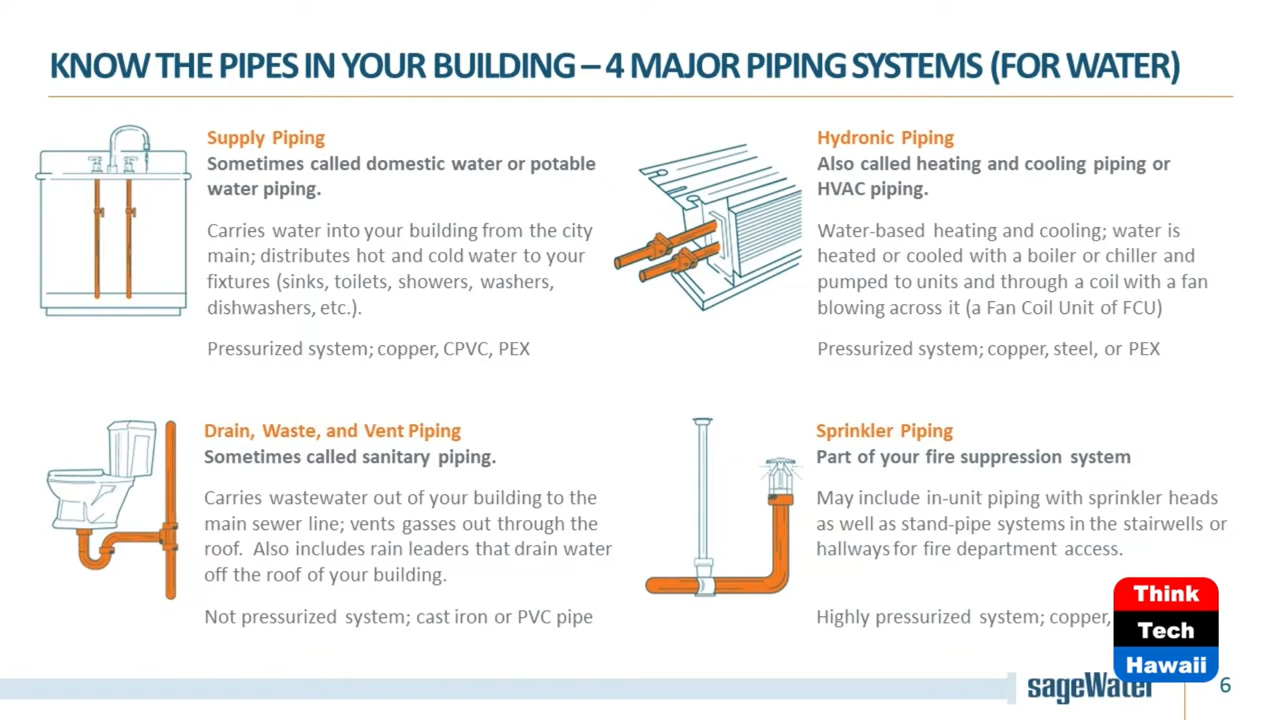 KNOW THE PIPES IN YOUR BUILDING – 4 MAJOR PIPING SYSTEMS (FOR WATER)
Supply Piping
Sometimes called domestic water or potable
water piping.
Carries water into your building from the city
main; distributes hot and cold water to your
fixtures (sinks, toilets, showers, washers,
dishwashers, etc.).
Pressurized system; copper, CPVC, PEX
Hydronic Piping
Also called heating and cooling piping or
HVAC piping.
Water-based heating and cooling; water is
heated or cooled with a boiler or chiller and
pumped to units and through a coil with a fan
blowing across it (a Fan Coil Unit of FCU)
Pressurized system; copper, steel, or PEX
Drain, Waste, and Vent Piping
Sometimes called sanitary piping.
Carries wastewater out of your building to the
main sewer line; vents gasses out through the
roof. Also includes rain leaders that drain water
off the roof of your building.
Not pressurized system; cast iron or PVC pipe
Sprinkler Piping
Part of your fire suppression system
May include in-unit piping with sprinkler heads
as well as stand-pipe systems in the stairwells or
hallways for fire department access.
Highly pressurized system; copper,
Think
Tech
Hawaii
sageWater
6